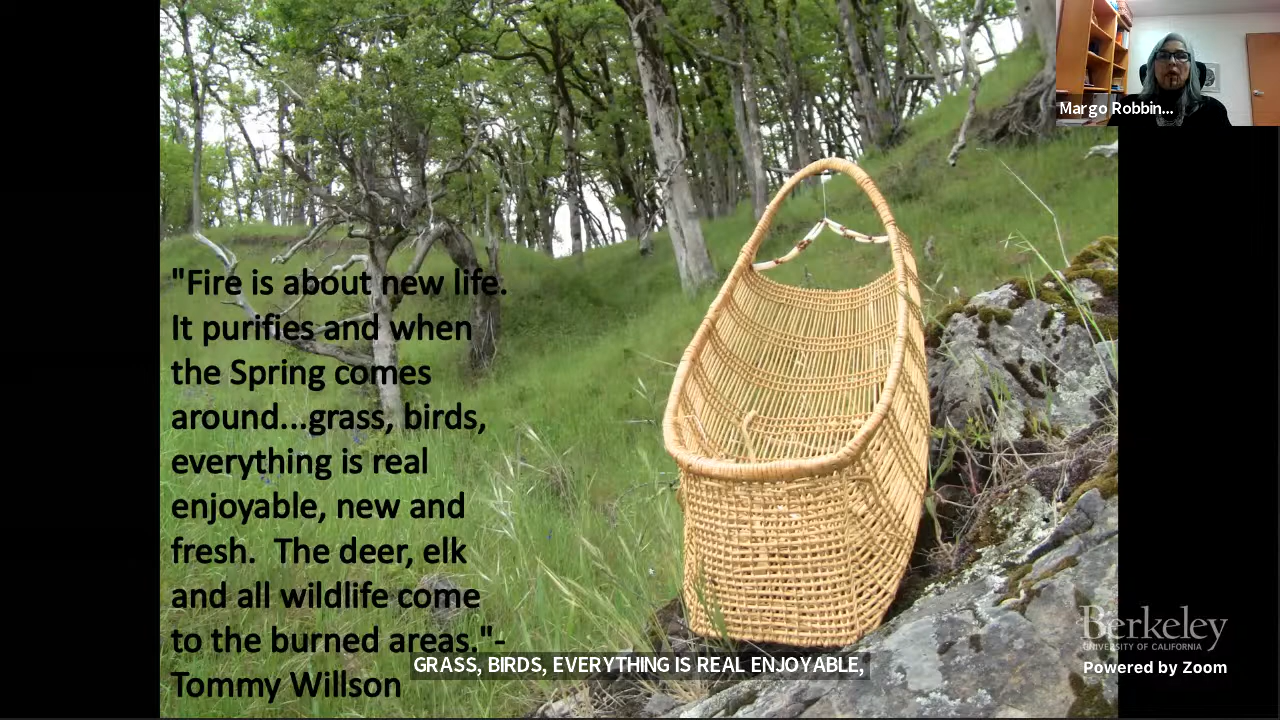 Margo Robbin...
"Fire is about new life.
It purifies and when
the Spring comes
around...grass, birds,
everything is real
enjoyable, new and
fresh.  The deer, elk
and all wildlife come
to the burned areas."-
Tommy Willson
GRASS, BIRDS, EVERYTHING IS REAL ENJOYABLE,
Berkeley
UNIVERSITY OF CALIFORNIA
Powered by Zoom